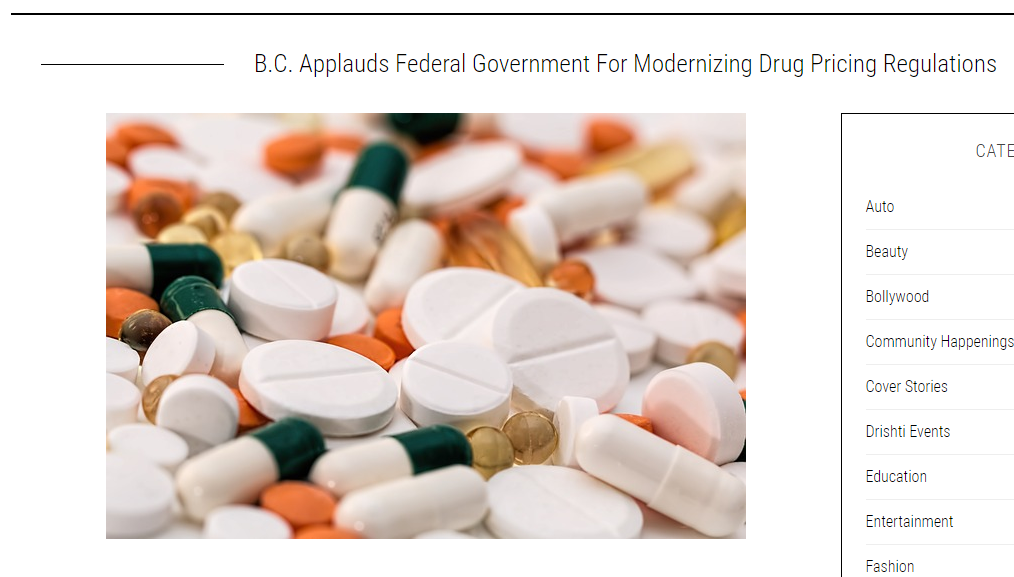 B.C. Applauds Federal Government For Modernizing Drug Pricing Regulations
CATE
Auto
Beauty
Bollywood
Community Happenings
Cover Stories
Drishti Events
Education
Entertainment
Fashion